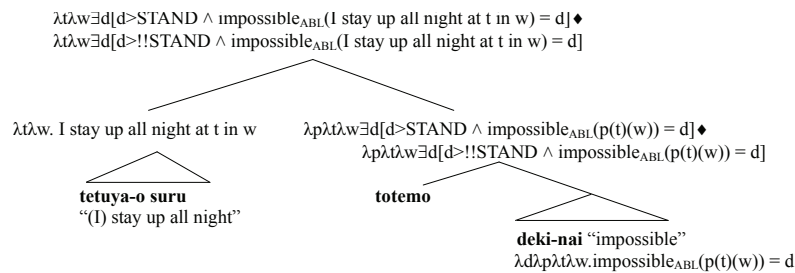 λtλw∃d[d>STAND ∧ impossible_ABL(I stay up all night at t in w) = d]♦
λtλw∃d[d>!!STAND ∧ impossible_ABL(I stay up all night at t in w) = d]
λtλw. I stay up all night at t in w
λpλtλw∃d[d>STAND ∧ impossible_ABL(p(t)(w)) = d]♦
λpλtλw∃d[d>!!STAND ∧ impossible_ABL(p(t)(w)) = d]
tetuya-o suru
“(I) stay up all night”
totemo
deki-nai “impossible”
λdλpλtλw.impossible_ABL(p(t)(w)) = d